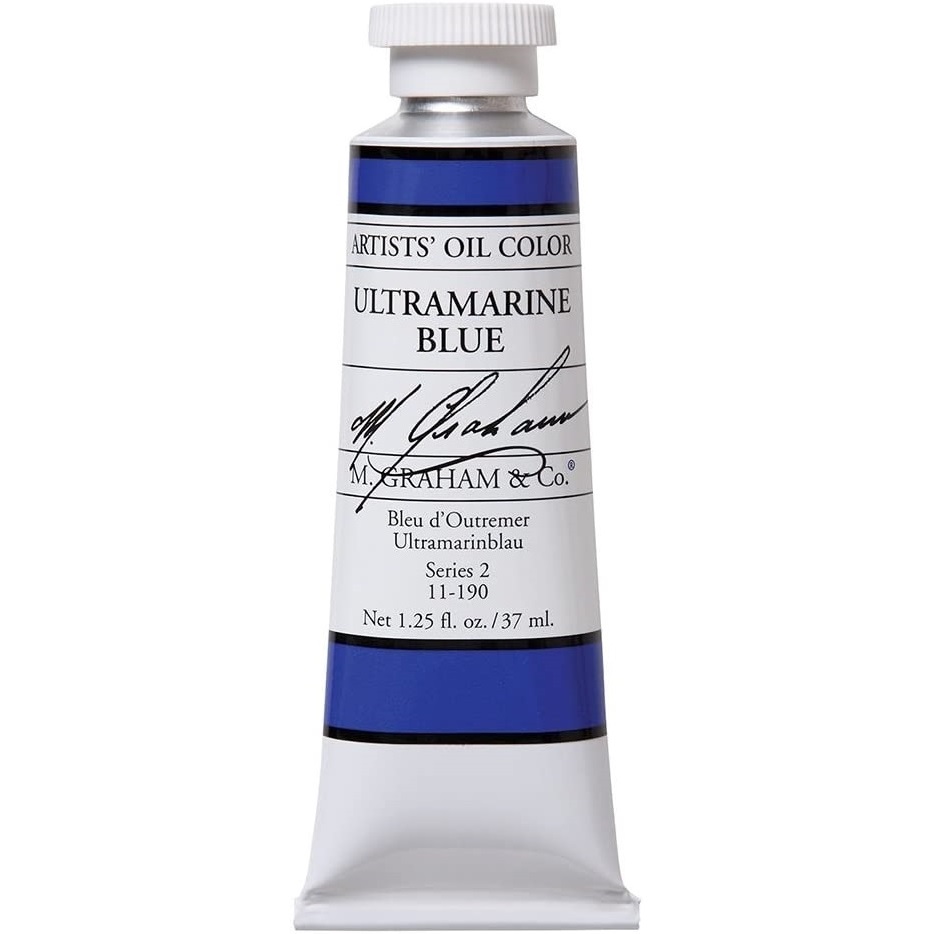 ARTISTS’ OIL COLOR
ULTRAMARINE
BLUE
M. Graham
M. GRAHAM & Co.®
Bleu d’Outremer
Ultramarinblau
Series 2
11-190
Net 1.25 fl. oz./37 ml.